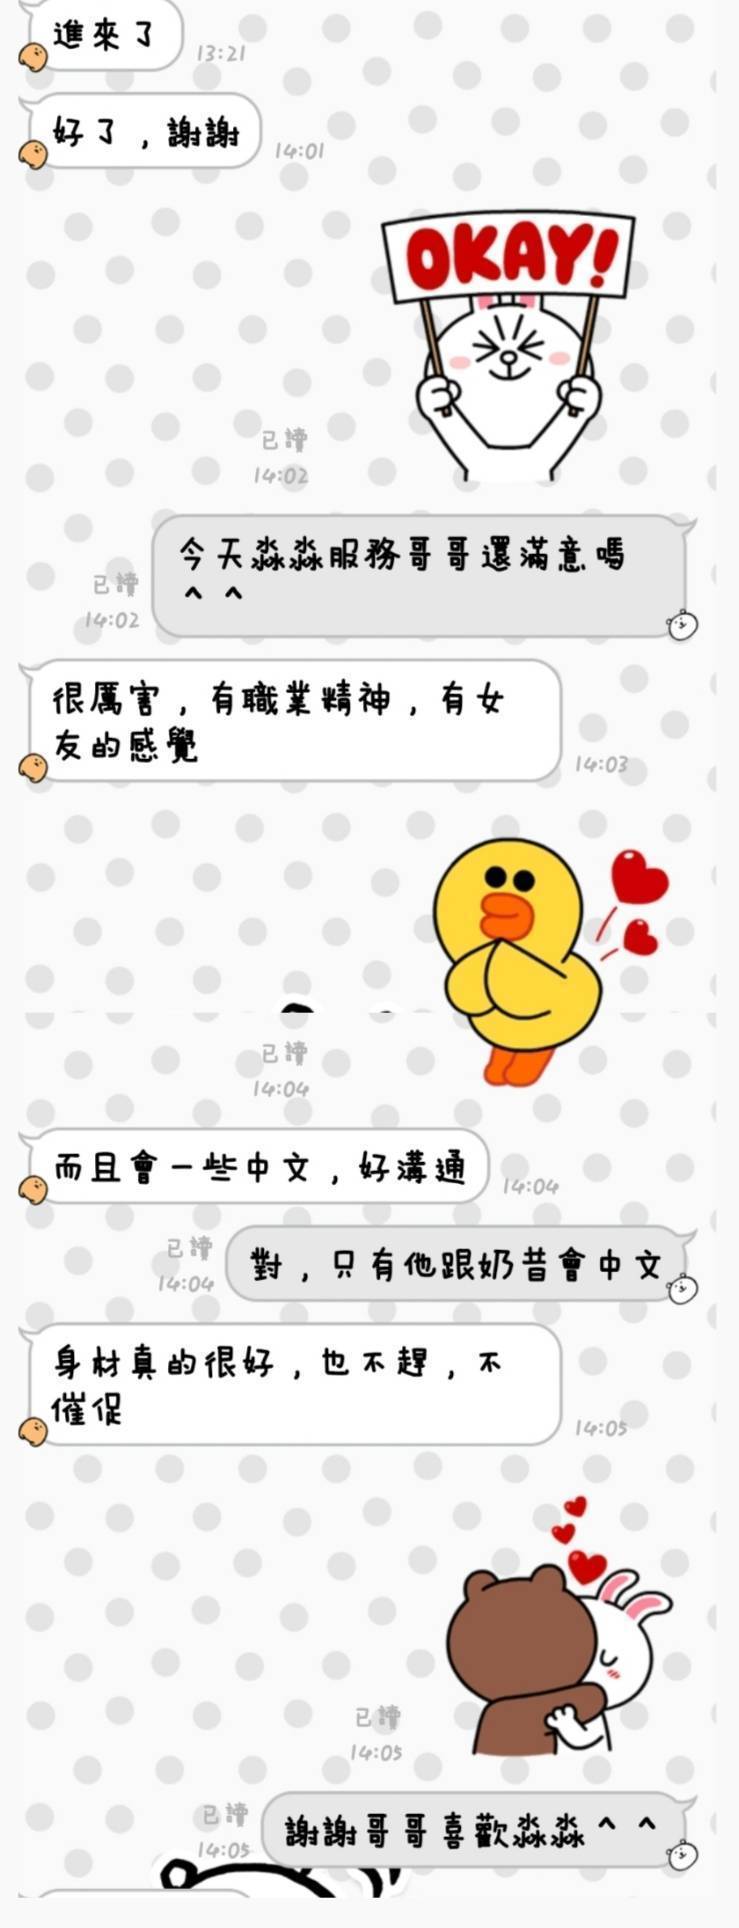 進來了
13:21
好了，謝謝
14:01
OKAY!
已讀
14:02
今天淼淼服務哥哥還滿意嗎
^ ^
已讀
14:02
很厲害，有職業精神，有女
友的感覺
14:03
已讀
14:04
而且會一些中文，好溝通
14:04
對，只有他跟奶昔會中文
已讀
14:04
身材真的很好，也不趕，不
催促
14:05
已讀
14:05
謝謝哥哥喜歡淼淼^ ^
已讀
14:05